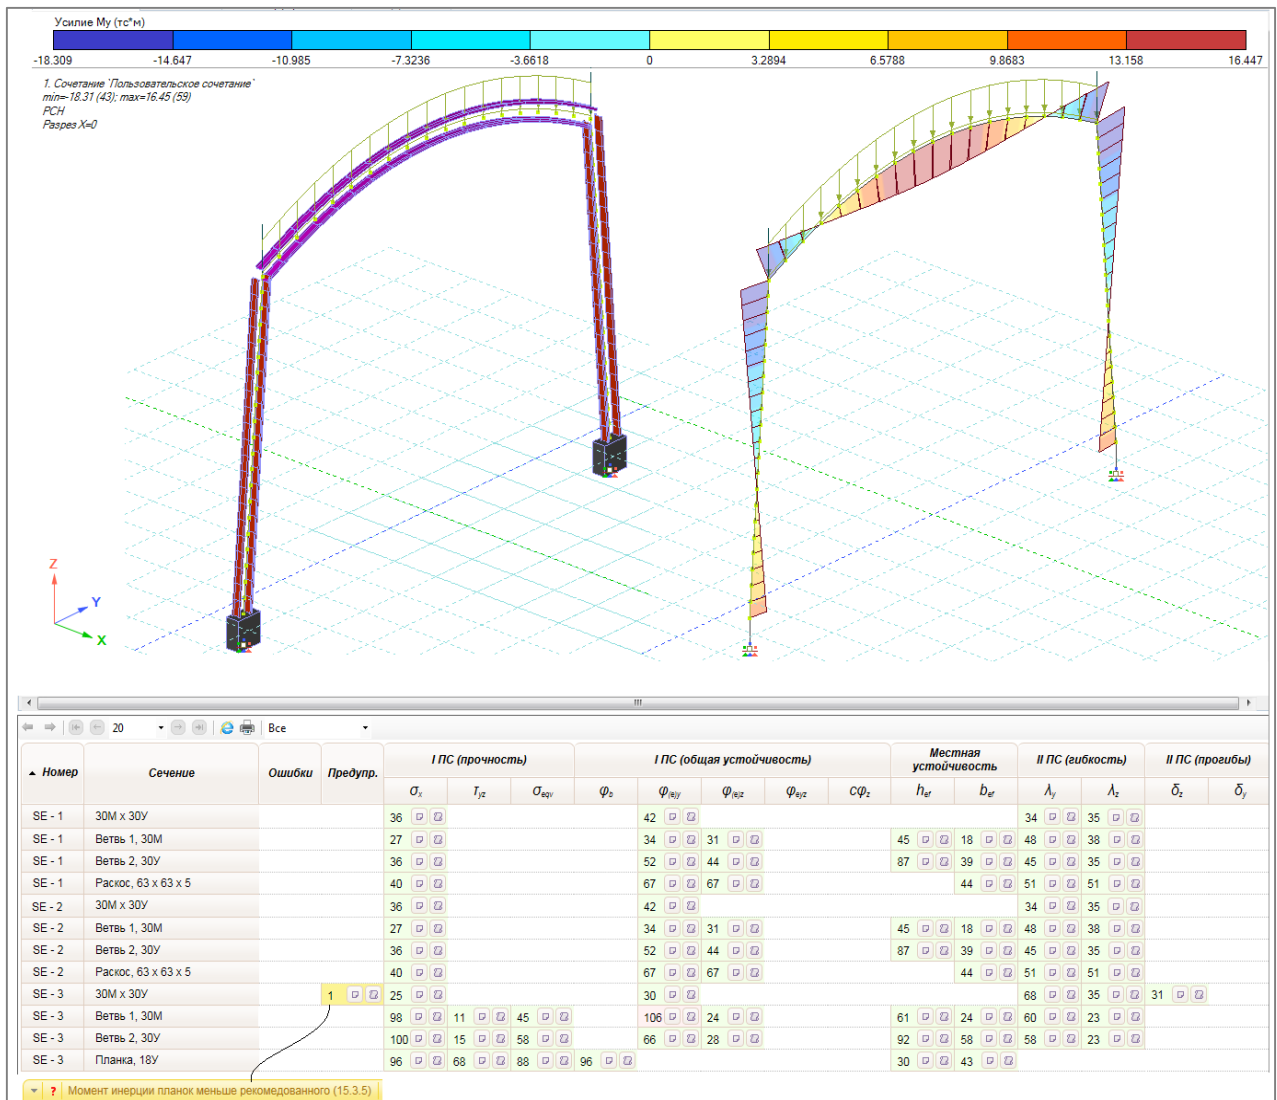 Усилие My (тс*м)
-18.309 -14.647 -10.985 -7.3236 -3.6618 0 3.2894 6.5788 9.8683 13.158 16.447
1. Сочетание `Пользовательское сочетание`
min=-18.31 (43); max=16.45 (59)
РСН
Разрез X=0
Z
Y
X
20 Все
Номер Сечение Ошибки Предупр. I ПС (прочность) I ПС (общая устойчивость) Местная устойчивость II ПС (гибкость) II ПС (прогибы)
σx τyz σeqv φb φ(e)y φ(e)z φeyz cφz hef bef λy λz δz δy
SE - 1 30М x 30У 36 42 34 35
SE - 1 Ветвь 1, 30М 27 34 31 45 18 48 38
SE - 1 Ветвь 2, 30У 36 52 44 87 39 45 35
SE - 1 Раскос, 63 x 63 x 5 40 67 67 44 51 51
SE - 2 30М x 30У 36 42 34 35
SE - 2 Ветвь 1, 30М 27 34 31 45 18 48 38
SE - 2 Ветвь 2, 30У 36 52 44 87 39 45 35
SE - 2 Раскос, 63 x 63 x 5 40 67 67 44 51 51
SE - 3 30М x 30У 1 25 30 68 35 31
SE - 3 Ветвь 1, 30М 98 11 45 106 24 61 24 60 23
SE - 3 Ветвь 2, 30У 100 15 58 66 28 92 58 58 23
SE - 3 Планка, 18У 96 68 88 96 30 43
? Момент инерции планок меньше рекомедованного (15.3.5)